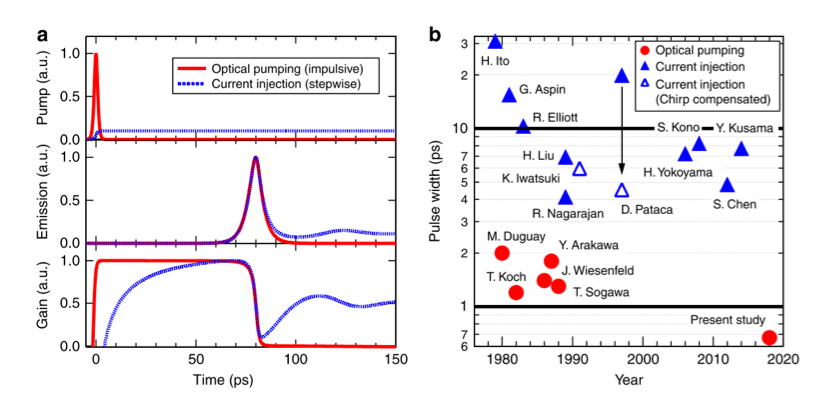 a
Pump (a.u.)
1.0
0.5
0.0
Optical pumping (impulsive)
Current injection (stepwise)
Emission (a.u.)
1.0
0.5
0.0
Gain (a.u.)
1.0
0.5
0.0
0
50
100
150
Time (ps)
b
Pulse width (ps)
3
2
10
7
6
5
4
3
2
1
7
6
Optical pumping
Current injection
Current injection
(Chirp compensated)
H. Ito
G. Aspin
R. Elliott
S. Kono
Y. Kusama
H. Liu
K. Iwatsuki
H. Yokoyama
R. Nagarajan
D. Pataca
S. Chen
M. Duguay
Y. Arakawa
T. Koch
J. Wiesenfeld
T. Sogawa
Present study
1980
1990
2000
2010
2020
Year